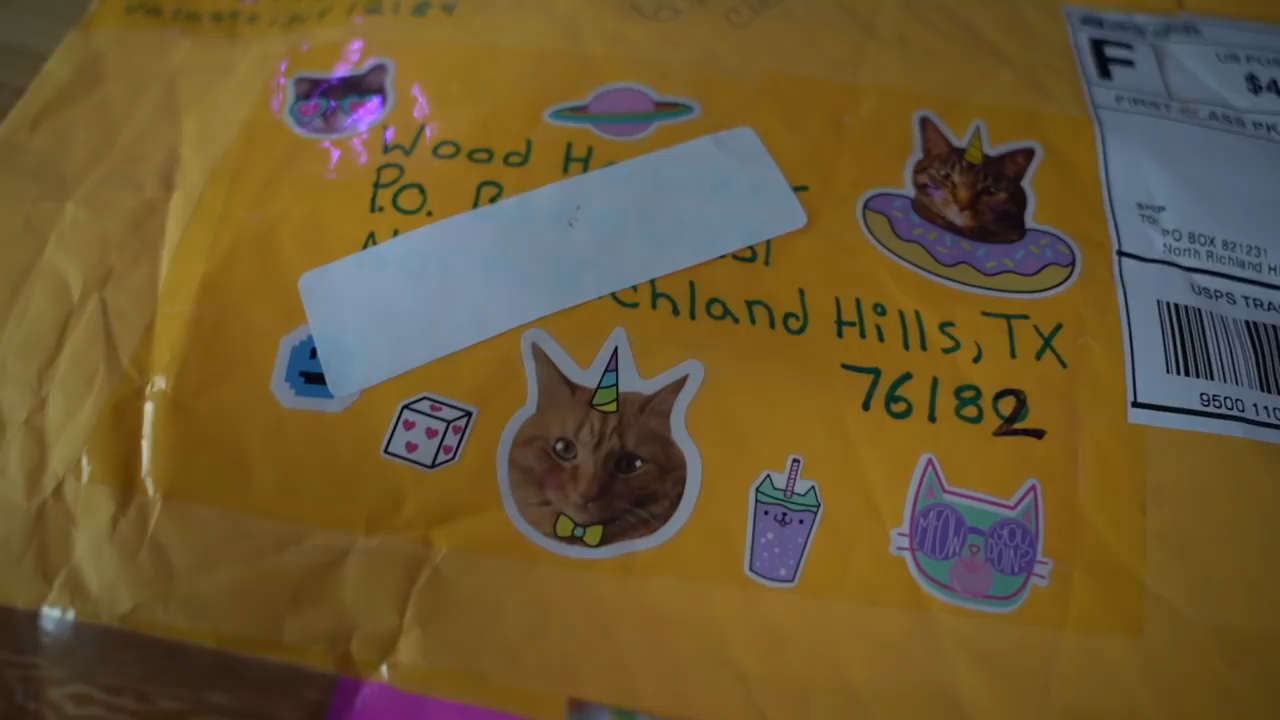 Wood H
P.O. B
chland Hills, TX
76182
F
US POS
$4
FIRST CLASS PK
SHIP
TO:
PO BOX 821231
North Richland Hi
USPS TRA
9500 110
MEOW YOU
DOIN?